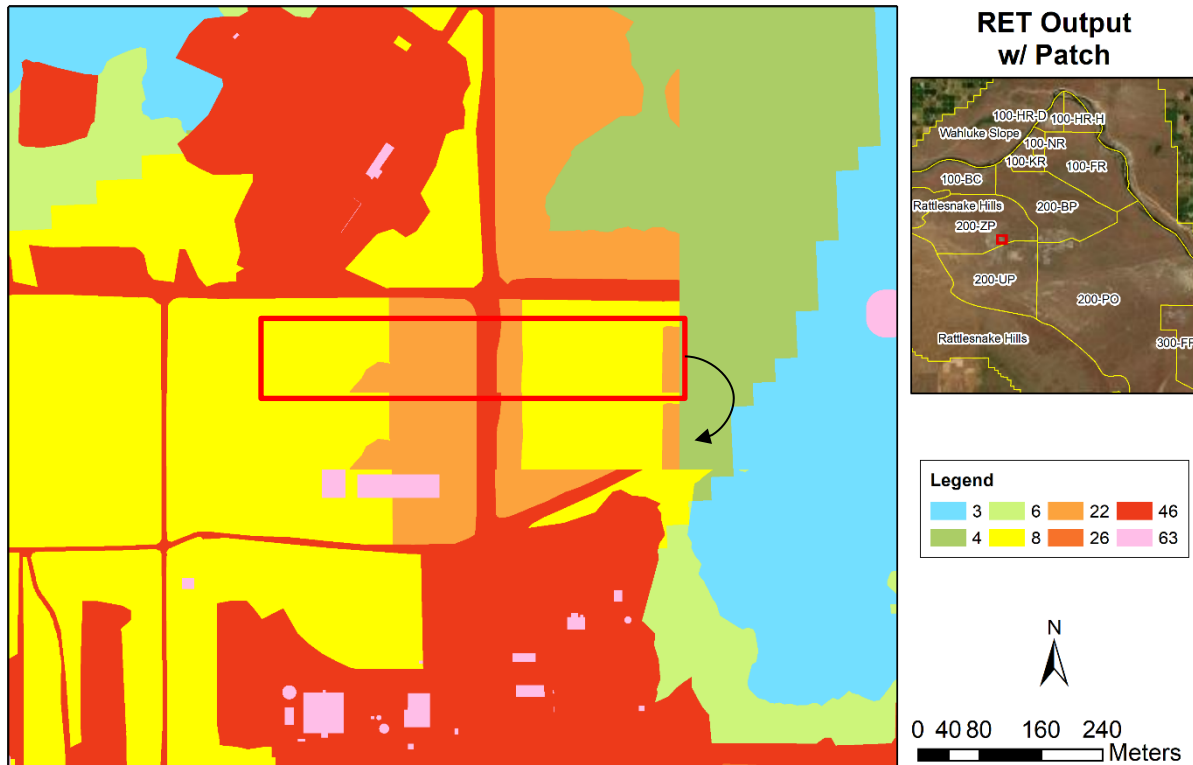 RET Output
w/ Patch
100-HR-D
100-HR-H
Wahluke Slope
100-NR
100-KR
100-FR
100-BC
Rattlesnake Hills
200-BP
200-ZP
200-UP
200-PO
Rattlesnake Hills
300-FF
Legend
3 6 22 46
4 8 26 63
N
0 40 80 160 240
Meters